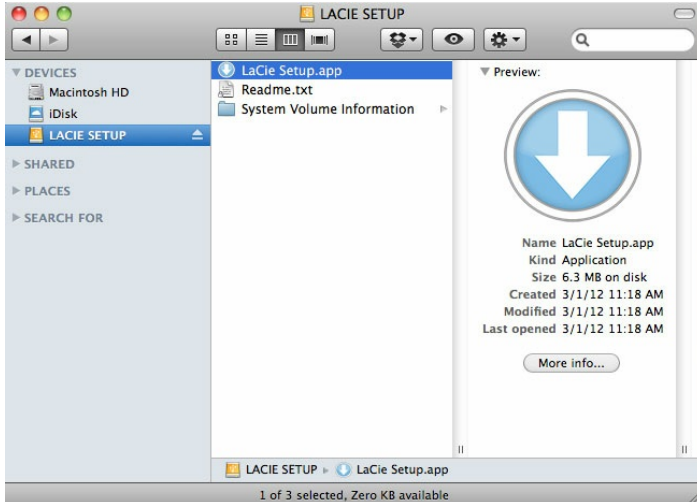 LACIE SETUP
DEVICES
Macintosh HD
iDisk
LACIE SETUP
SHARED
PLACES
SEARCH FOR
LaCie Setup.app
Readme.txt
System Volume Information
Preview:
Name LaCie Setup.app
Kind Application
Size 6.3 MB on disk
Created 3/1/12 11:18 AM
Modified 3/1/12 11:18 AM
Last opened 3/1/12 11:18 AM
More info...
LACIE SETUP LaCie Setup.app
1 of 3 selected, Zero KB available